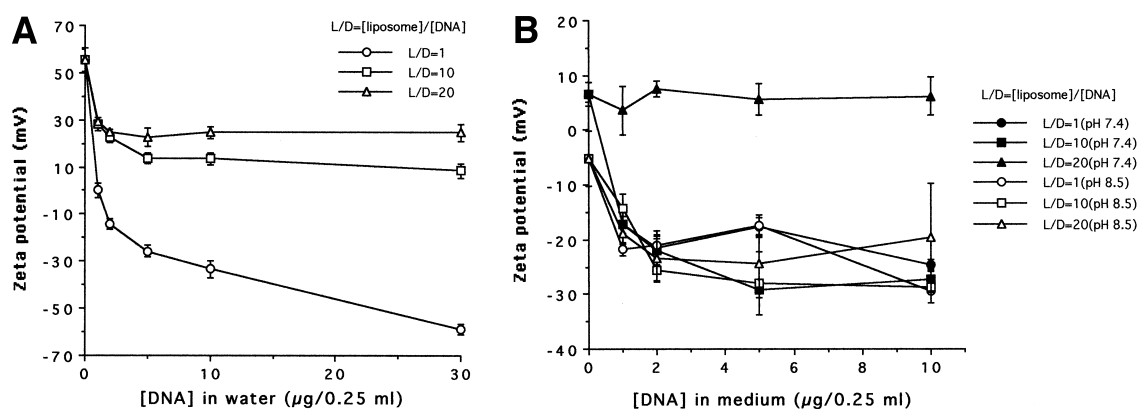 A
L/D=[liposome]/[DNA]
L/D=1
L/D=10
L/D=20
70
50
30
10
-10
-30
-50
-70
Zeta potential (mV)
0
10
20
30
[DNA] in water (µg/0.25 ml)
B
20
10
0
-10
-20
-30
-40
Zeta potential (mV)
0
2
4
6
8
10
[DNA] in medium (µg/0.25 ml)
L/D=[liposome]/[DNA]
L/D=1(pH 7.4)
L/D=10(pH 7.4)
L/D=20(pH 7.4)
L/D=1(pH 8.5)
L/D=10(pH 8.5)
L/D=20(pH 8.5)